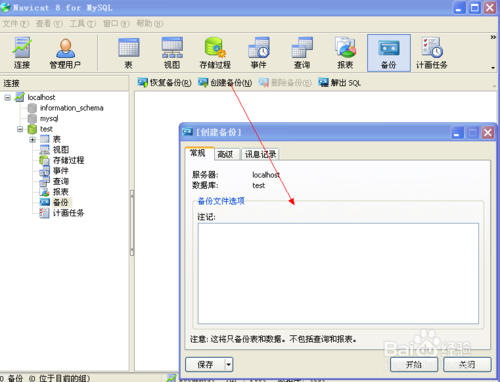 Navicat 8 for MySQL
文件(F) 查看(V) 工具(T) 窗口(W) 帮助(H)
连接 管理用户 表 视图 存储过程 事件 查询 报表 备份 计画任务
连接
恢复备份(R) 创建备份(N) 删除备份(E) 解出 SQL
localhost
information_schema
mysql
test
表
视图
存储过程
事件
查询
报表
备份
计画任务
[创建备份]
常规 高级 讯息记录
服务器: localhost
数据库: test
备份文件选项
注记:
注意: 这将只备份表和数据。不包括查询和报表。
保存 开始 关闭
Baidu 经验
0 备份 (0 位于目前的组)